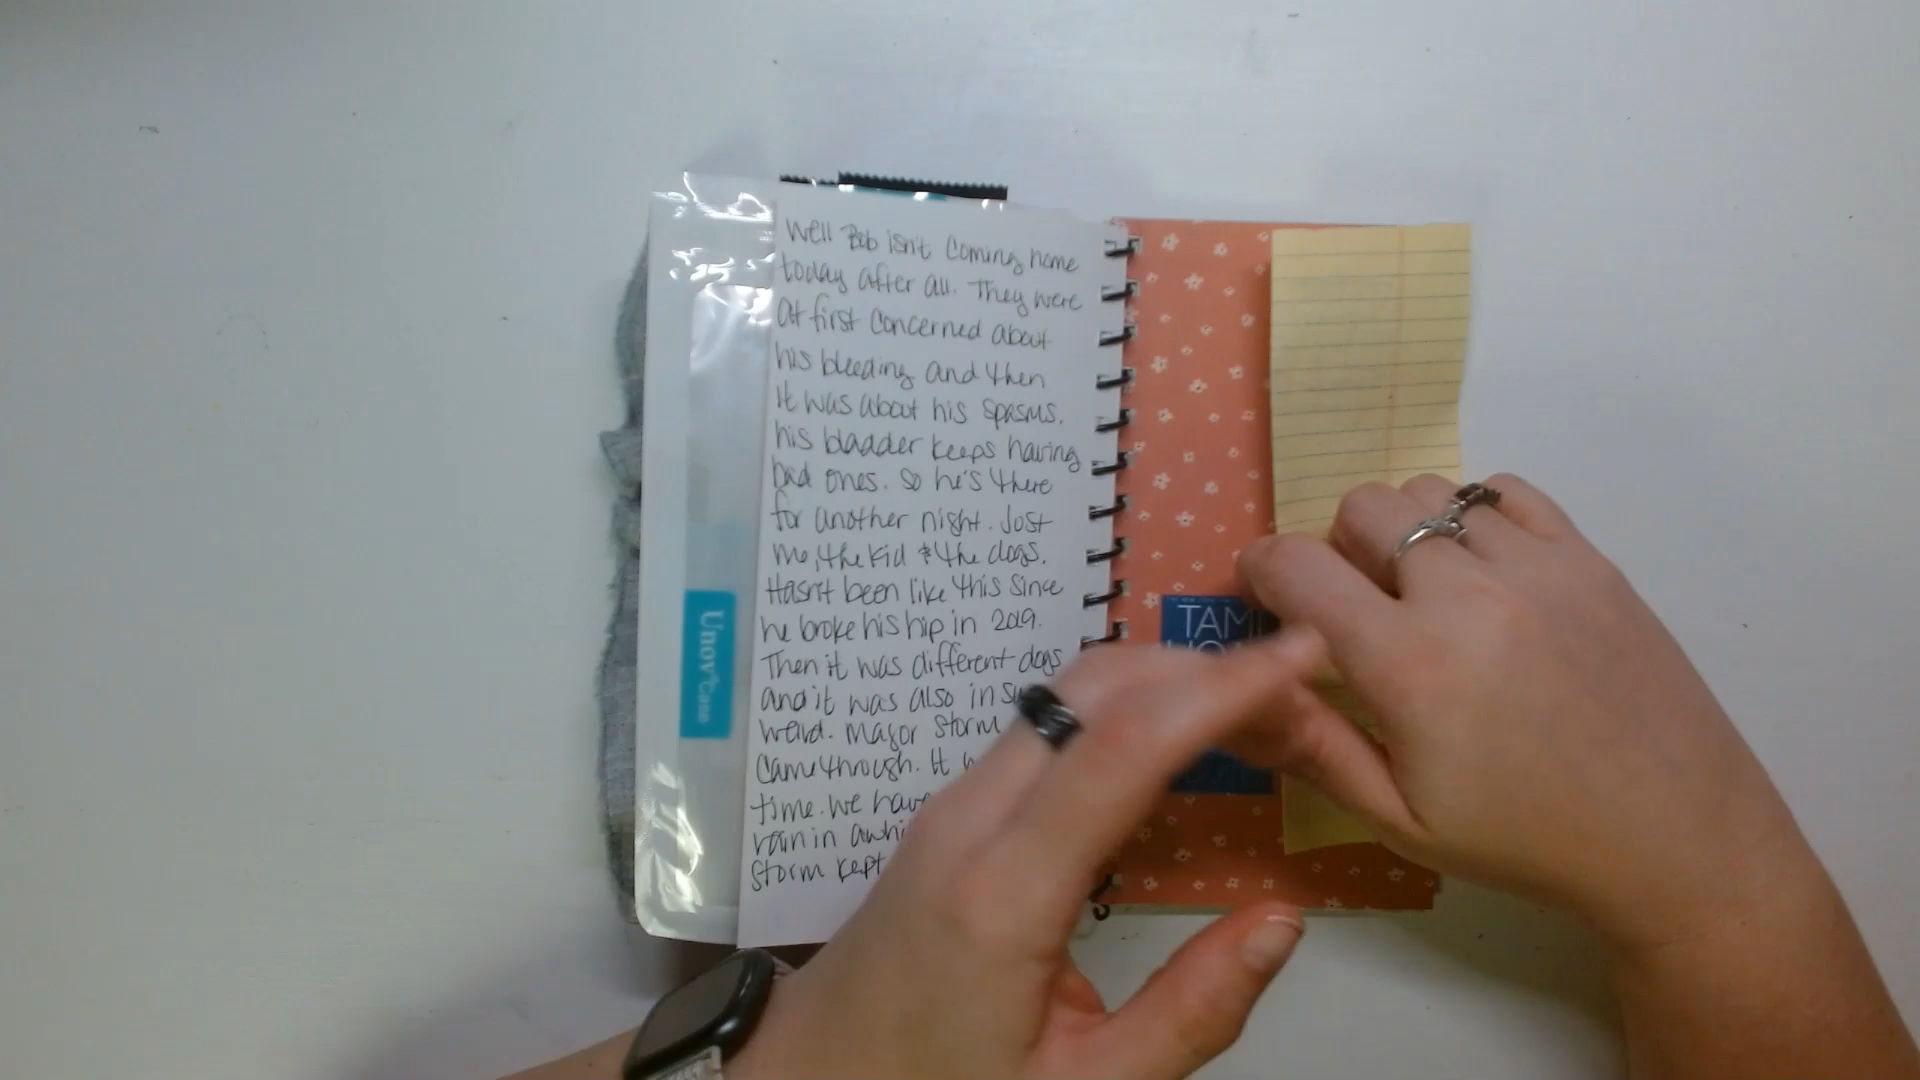 Well Bob isn't coming home
today after all. They were
at first concerned about
his bleeding and then
it was about his spasms.
his bladder keeps having
bad ones. So he's there
for another night. Just
me, the kid & the dogs.
Hasn't been like this since
he broke his hip in 2019.
Then it was different dogs
and it was also in
weird. Major storm
came through. It
time. We have
rain in
storm kept
Unov Case
TAM